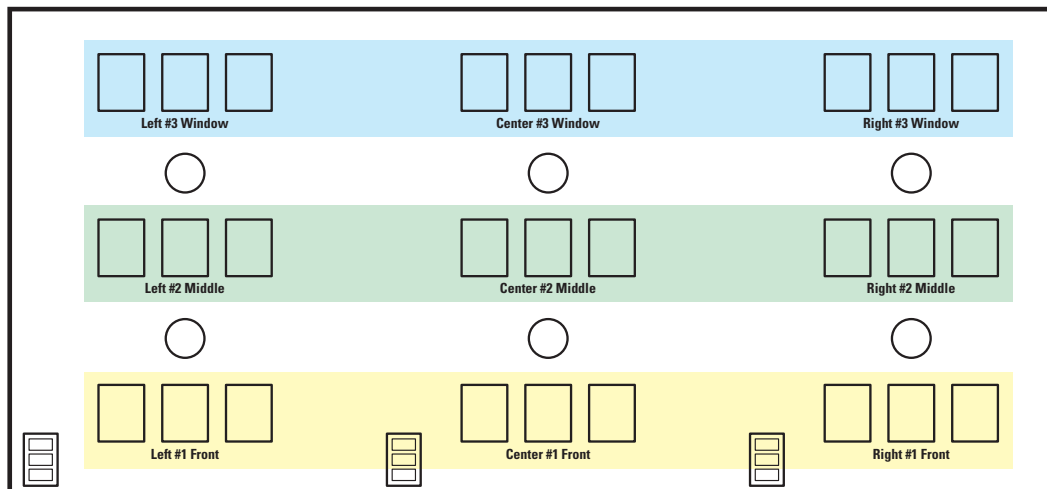 Left #3 Window
Center #3 Window
Right #3 Window
Left #2 Middle
Center #2 Middle
Right #2 Middle
Left #1 Front
Center #1 Front
Right #1 Front